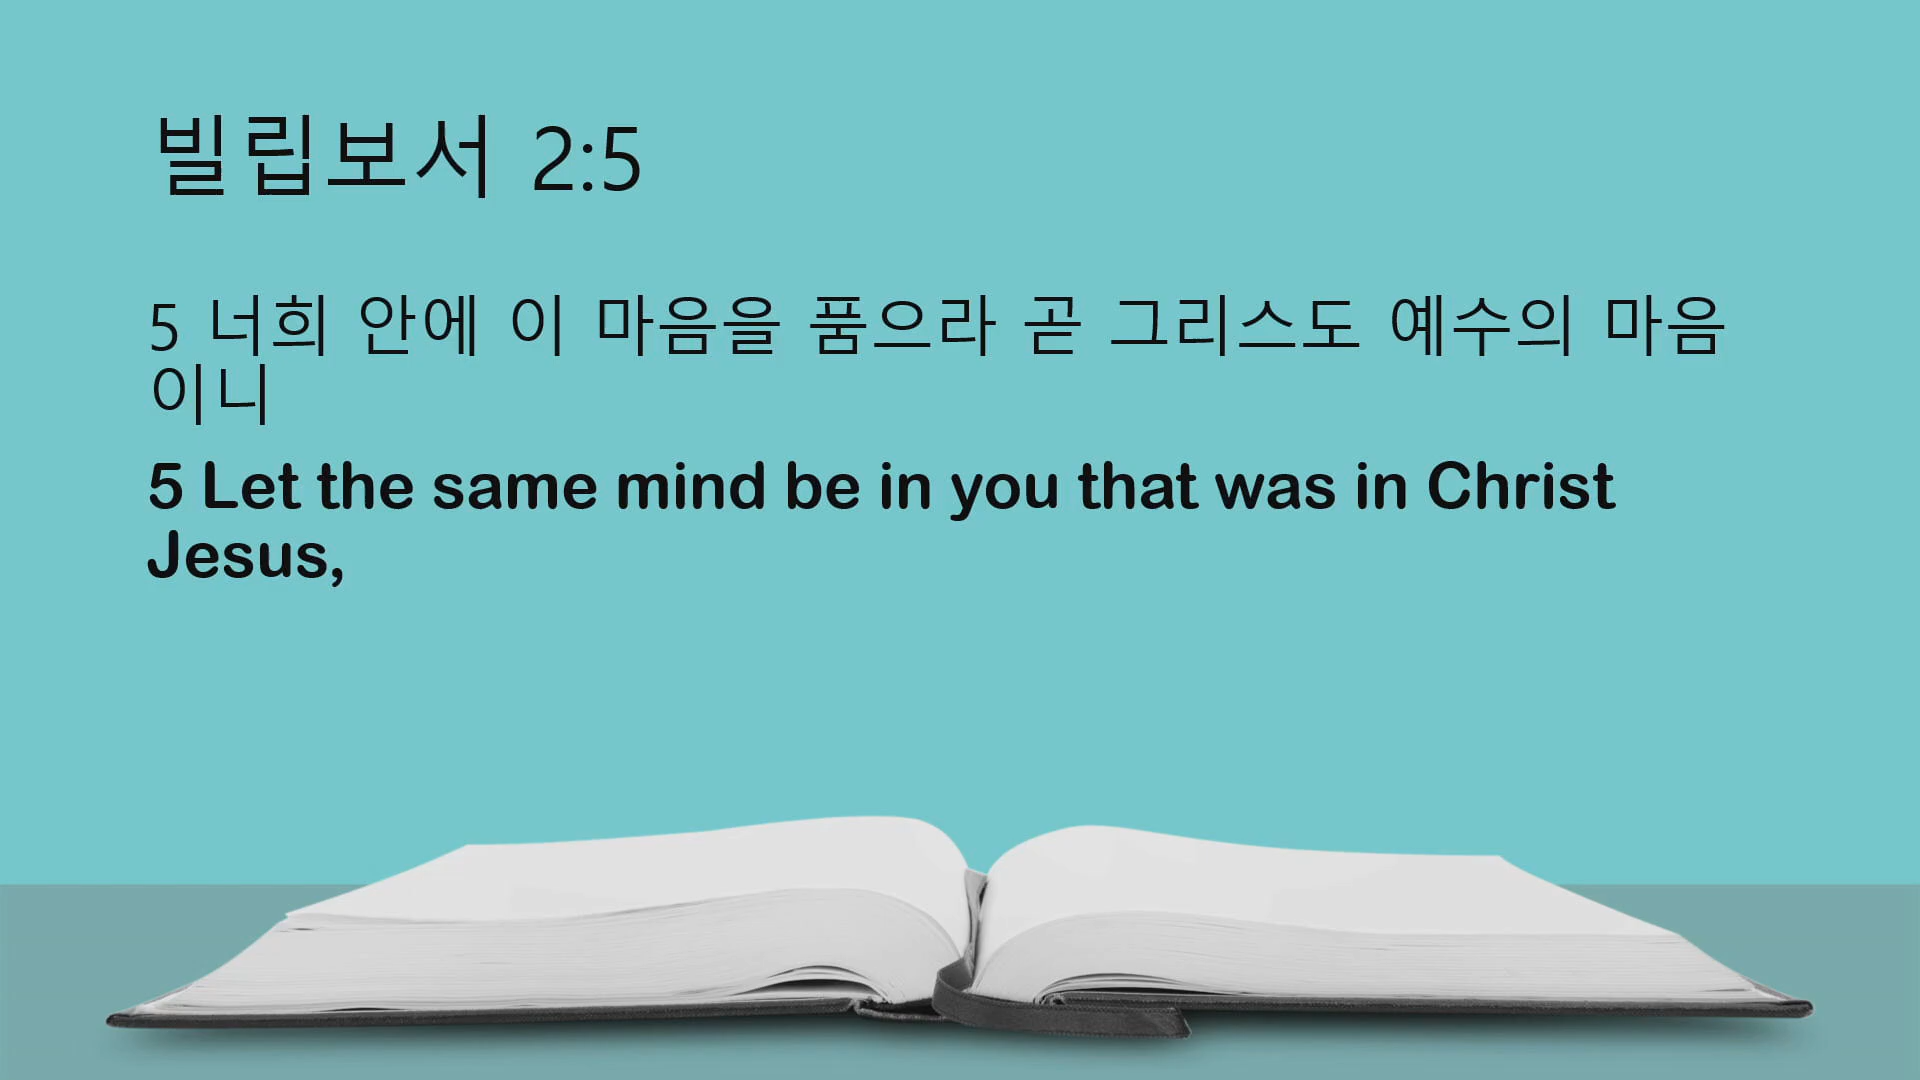 빌립보서 2:5
5 너희 안에 이 마음을 품으라 곧 그리스도 예수의 마음
이니
5 Let the same mind be in you that was in Christ
Jesus,